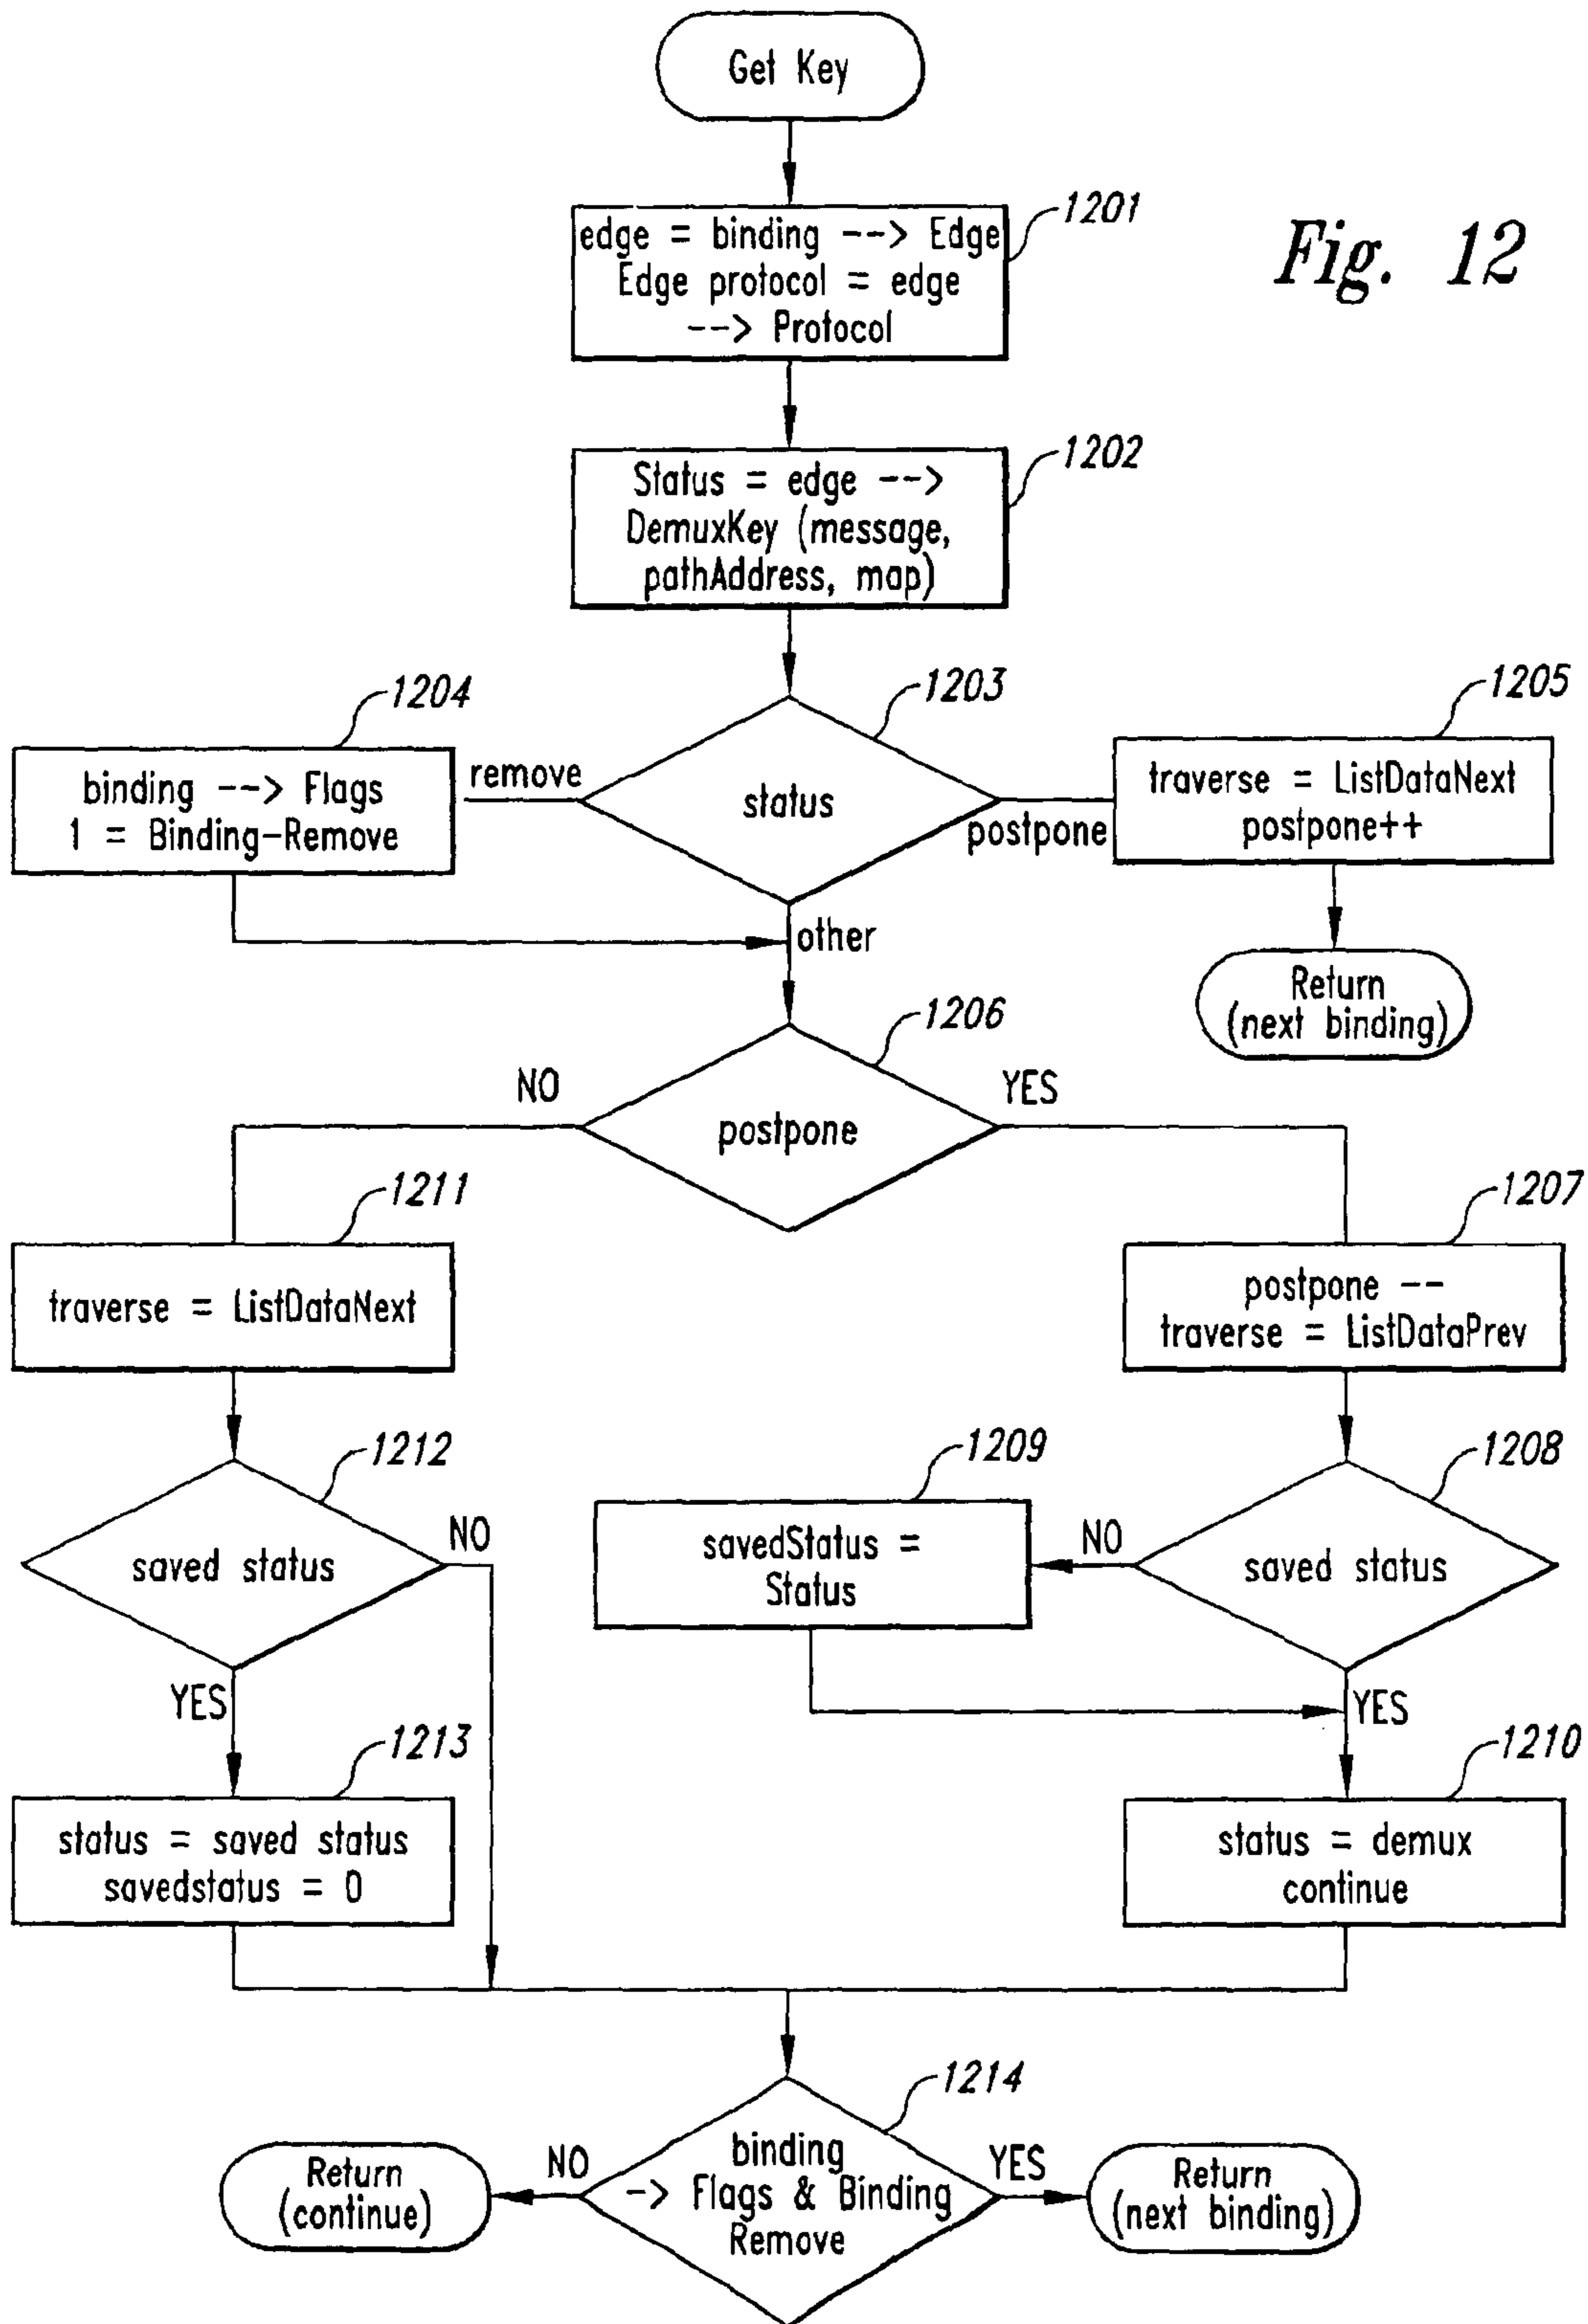 Get Key
1201
edge = binding --> Edge
Edge protocol = edge
--> Protocol
Fig. 12
1202
Status = edge -->
DemuxKey (message,
pathAddress, map)
1204
binding --> Flags
1 = Binding-Remove
remove
1203
status
postpone
other
1205
traverse = ListDataNext
postpone++
Return
(next binding)
1206
postpone
NO
YES
1211
traverse = ListDataNext
1207
postpone --
traverse = ListDataPrev
1212
saved status
NO
YES
1209
savedStatus =
Status
1208
saved status
NO
YES
1213
status = saved status
savedstatus = 0
1210
status = demux
continue
1214
binding
-> Flags & Binding
Remove
NO
YES
Return
(continue)
Return
(next binding)